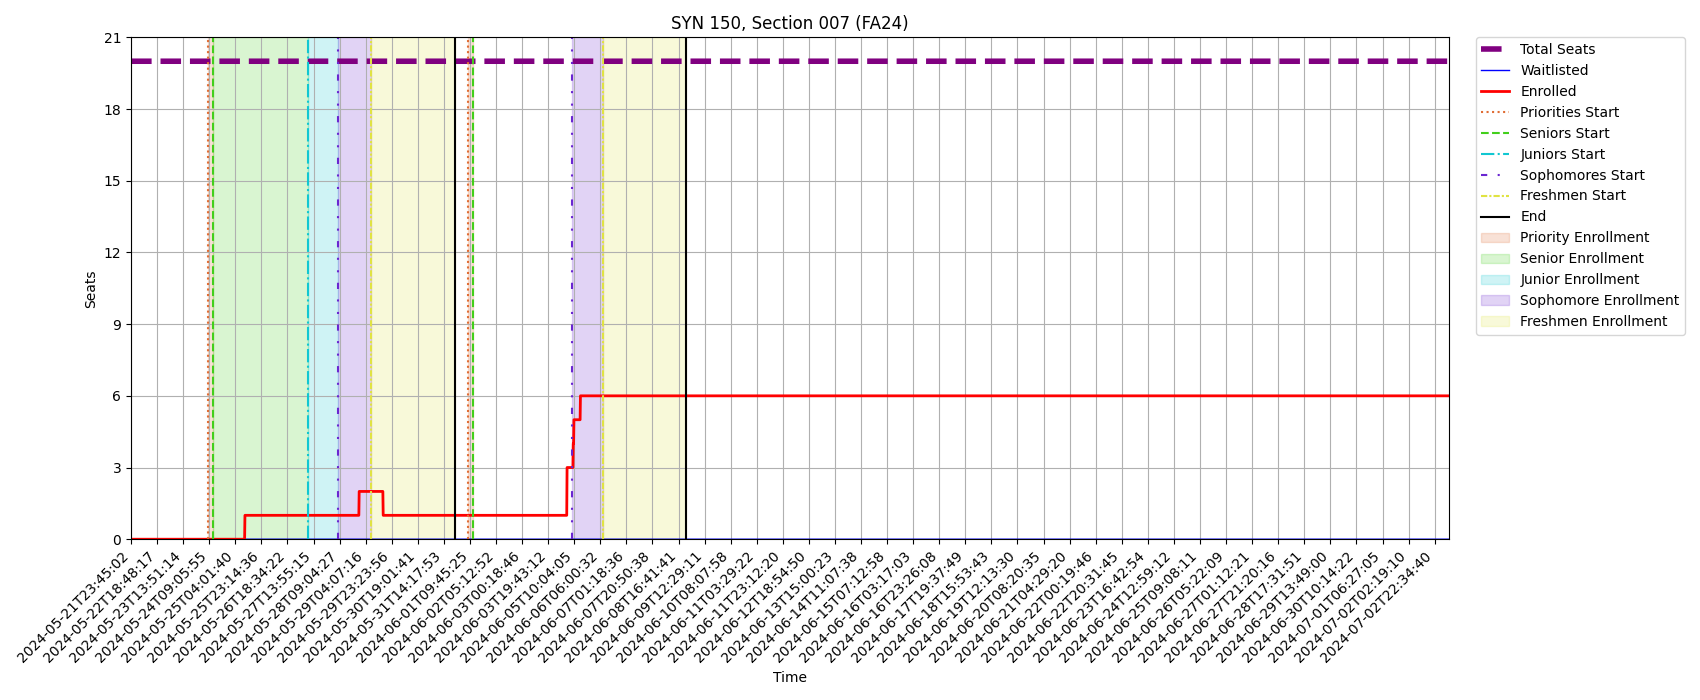 SYN 150, Section 007 (FA24)
21
18
15
12
9
6
3
0
Seats
2024-05-21T23:45:02
2024-05-22T18:48:17
2024-05-23T13:51:14
2024-05-24T09:05:55
2024-05-25T04:01:40
2024-05-25T23:14:36
2024-05-26T18:34:22
2024-05-27T13:55:15
2024-05-28T09:04:27
2024-05-29T04:07:16
2024-05-29T23:23:56
2024-05-30T19:01:41
2024-05-31T14:17:53
2024-06-01T09:45:25
2024-06-02T05:12:52
2024-06-03T00:18:46
2024-06-03T19:43:12
2024-06-05T10:04:05
2024-06-06T06:00:32
2024-06-07T01:18:36
2024-06-07T20:50:38
2024-06-08T16:41:41
2024-06-09T12:29:11
2024-06-10T08:07:58
2024-06-11T03:29:22
2024-06-11T23:12:20
2024-06-12T18:54:50
2024-06-13T15:00:23
2024-06-14T11:07:38
2024-06-15T07:12:58
2024-06-16T03:17:03
2024-06-16T23:26:08
2024-06-17T19:37:49
2024-06-18T15:53:43
2024-06-19T12:13:30
2024-06-20T08:20:35
2024-06-21T04:29:20
2024-06-22T00:19:46
2024-06-22T20:31:45
2024-06-23T16:42:54
2024-06-24T12:59:12
2024-06-25T09:08:11
2024-06-26T05:22:09
2024-06-27T01:12:21
2024-06-27T21:20:16
2024-06-28T17:31:51
2024-06-29T13:49:00
2024-06-30T10:14:22
2024-07-01T06:27:05
2024-07-02T02:19:10
2024-07-02T22:34:40
Time
Total Seats
Waitlisted
Enrolled
Priorities Start
Seniors Start
Juniors Start
Sophomores Start
Freshmen Start
End
Priority Enrollment
Senior Enrollment
Junior Enrollment
Sophomore Enrollment
Freshmen Enrollment